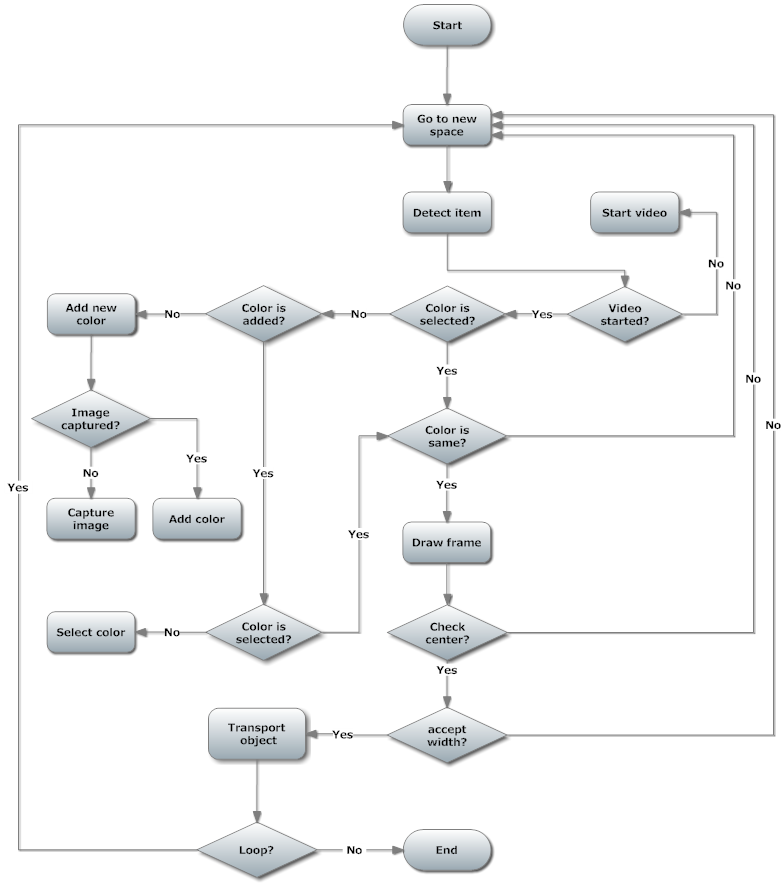 Start
Go to new
space
Detect item
Start video
No
No
Add new
color
No
Color is
added?
No
Color is
selected?
Yes
Video
started?
Yes
No
Image
captured?
Color is
same?
No
Yes
No
Yes
Yes
Yes
Capture
image
Add color
Yes
Draw frame
Select color
No
Color is
selected?
Check
center?
Yes
Transport
object
Yes
accept
width?
Loop?
No
End